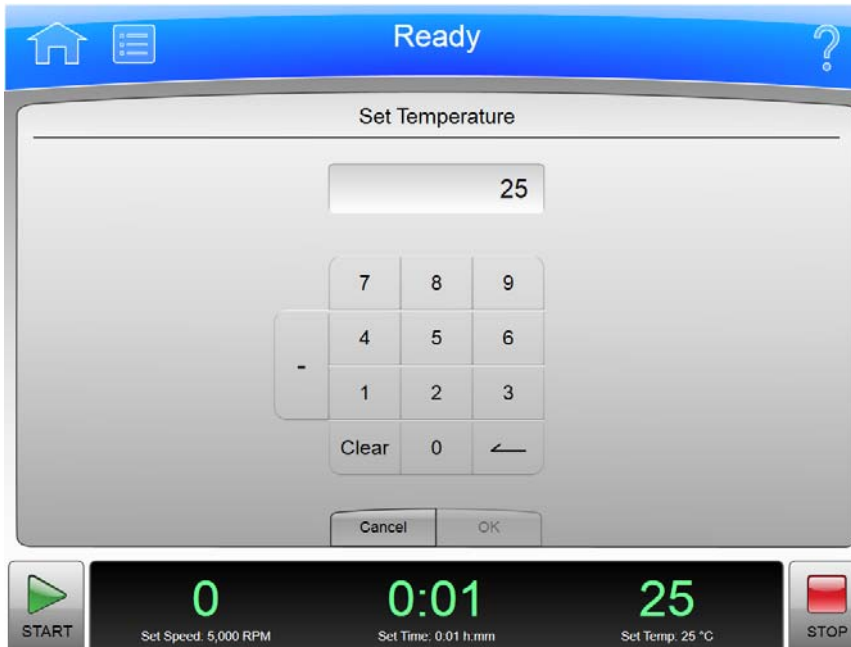 Ready
?
Set Temperature
25
7 8 9
4 5 6
-
1 2 3
Clear 0
Cancel OK
0 0:01 25
START Set Speed: 5,000 RPM Set Time: 0:01 h:mm Set Temp. 25 °C STOP